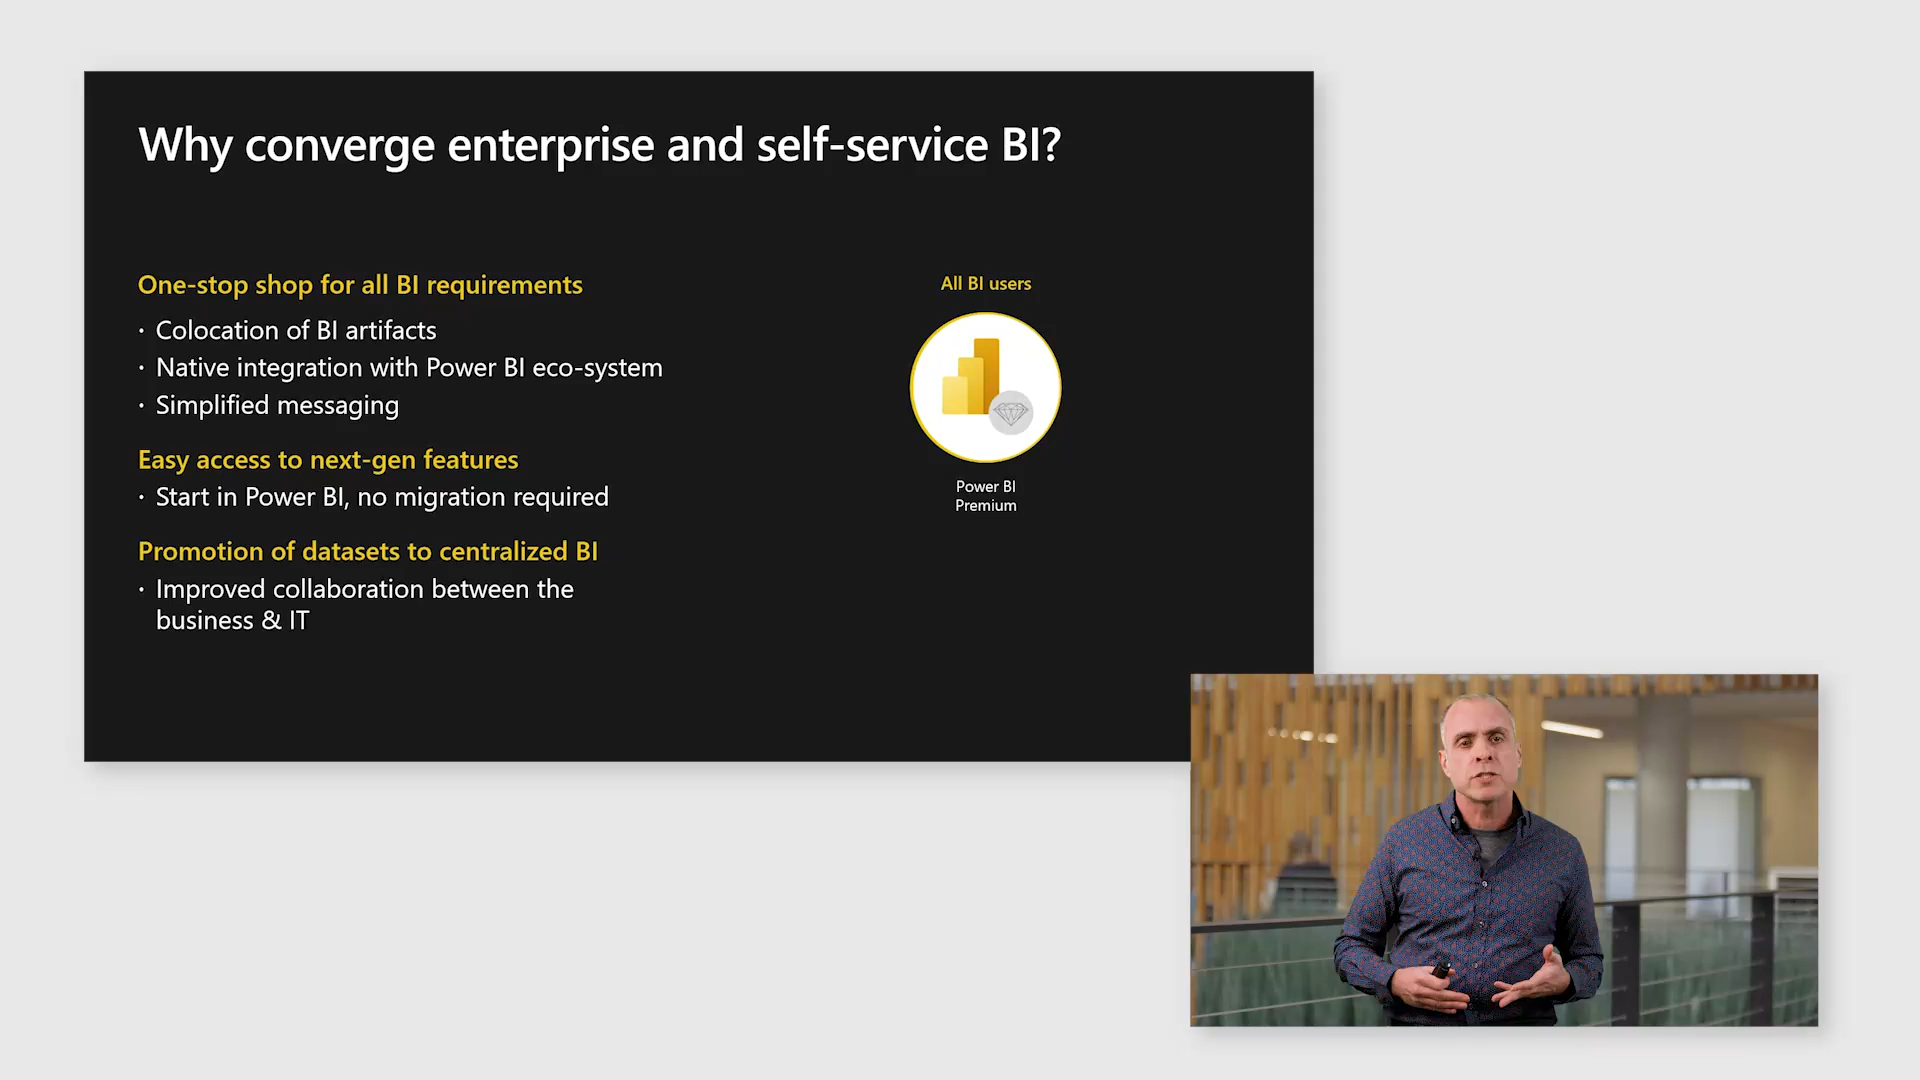 Why converge enterprise and self-service BI?
One-stop shop for all BI requirements
· Colocation of BI artifacts
· Native integration with Power BI eco-system
· Simplified messaging
Easy access to next-gen features
· Start in Power BI, no migration required
Promotion of datasets to centralized BI
· Improved collaboration between the
business & IT
All BI users
Power BI
Premium